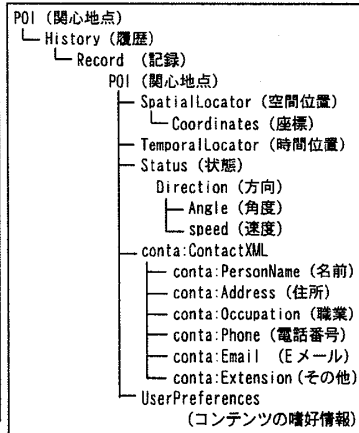 POI (関心地点)
History (履歴)
Record (記録)
POI (関心地点)
SpatialLocator (空間位置)
Coordinates (座標)
TemporalLocator (時間位置)
Status (状態)
Direction (方向)
Angle (角度)
speed (速度)
conta:ContactXML
conta:PersonName (名前)
conta:Address (住所)
conta:Occupation (職業)
conta:Phone (電話番号)
conta:Email (Eメール)
conta:Extension (その他)
UserPreferences
(コンテンツの嗜好情報)